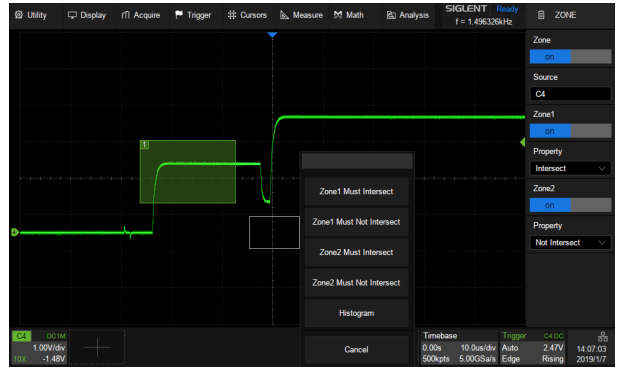 Utility Display Acquire Trigger Cursors Measure Math Analysis SIGLENT Ready ZONE
f = 1.496326kHz
Zone
on
Source
C4
Zone1
on
Property
Intersect
Zone2
on
Property
Not Intersect
1
4
Zone1 Must Intersect
Zone1 Must Not Intersect
Zone2 Must Intersect
Zone2 Must Not Intersect
Histogram
Cancel
C4 DC1M
1.00V/div
10X -1.48V
Timebase
0.00s 10.0us/div
500kpts 5.00GSa/s
Trigger C4 DC
Auto 2.47V
Edge Rising
14:07:03
2019/1/7